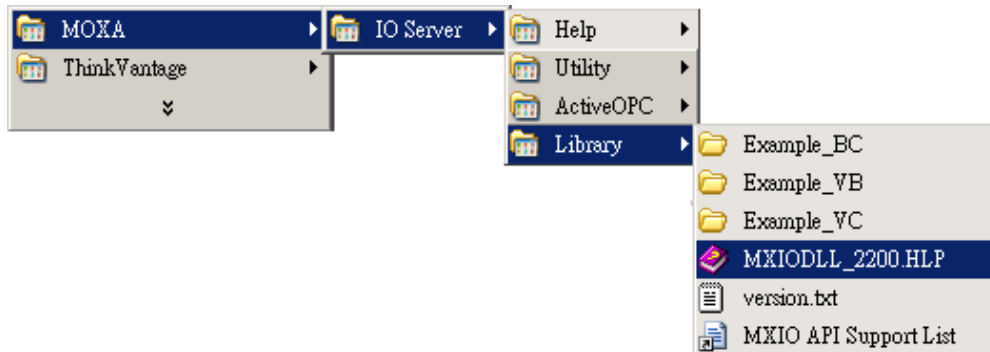 MOXA
IO Server
Help
ThinkVantage
Utility
ActiveOPC
Library
Example_BC
Example_VB
Example_VC
MXIODLL_2200.HLP
version.txt
MXIO API Support List